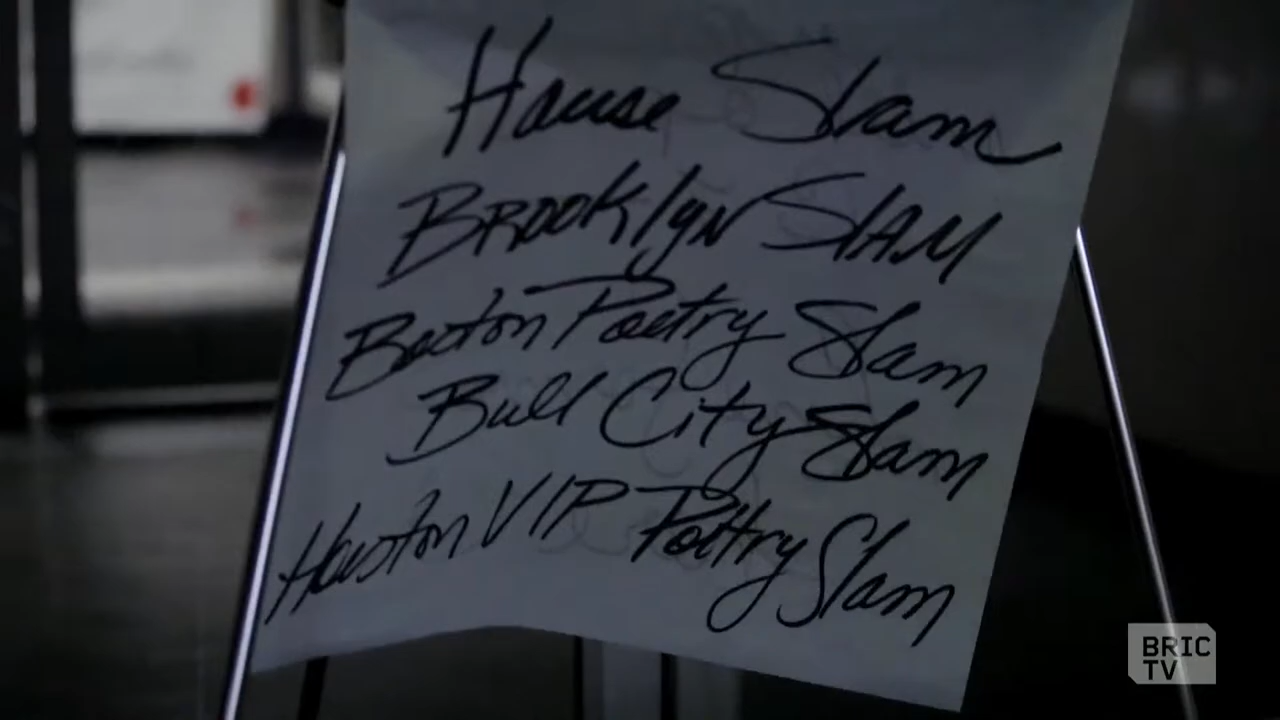 House Slam
BROOKlyN SlAM
Boston Poetry Slam
Bull City Slam
Houston VIP Poetry Slam
BRIC
TV